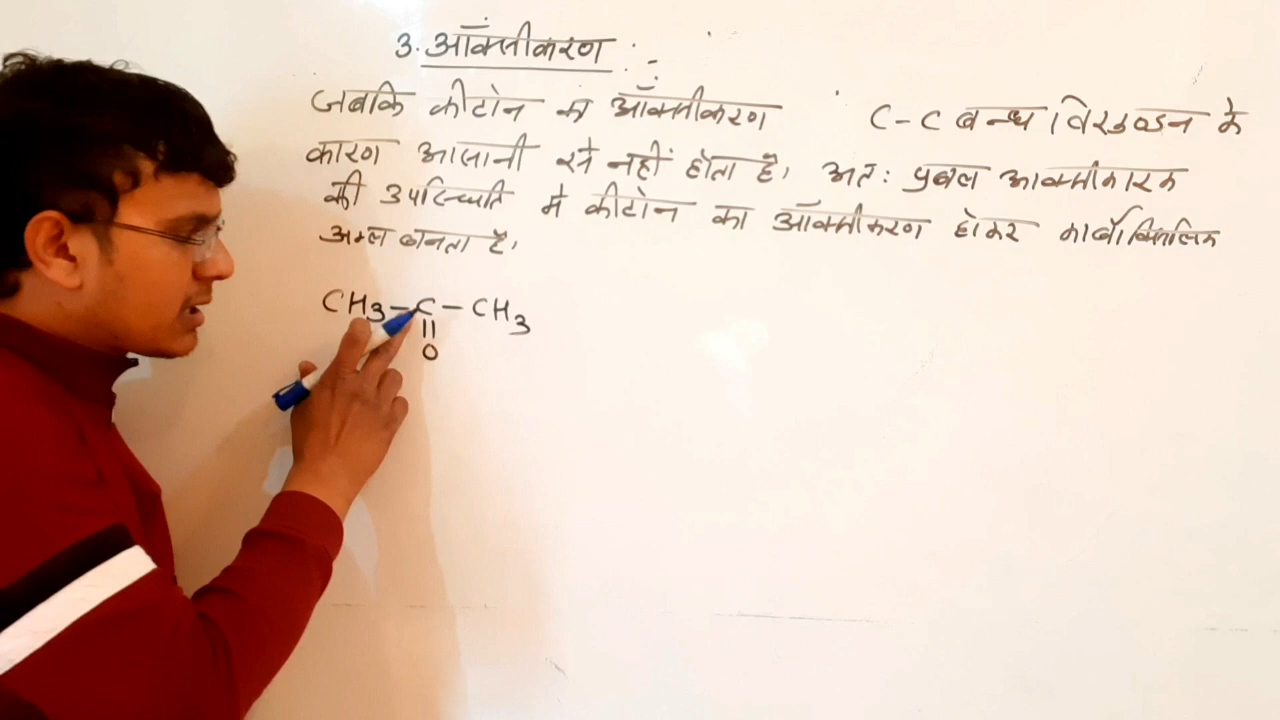 3. ऑक्सीकरण :-
जबकि कीटोन का ऑक्सीकरण C-C बन्ध विखण्डन के
कारण आसानी से नहीं होता है, अतः प्रबल आक्सीकारक
की उपस्थिति मे कीटोन का ऑक्सीकरण होकर कार्बोक्सिलिक
अम्ल बनता है,
CH3-C-CH3
||
O